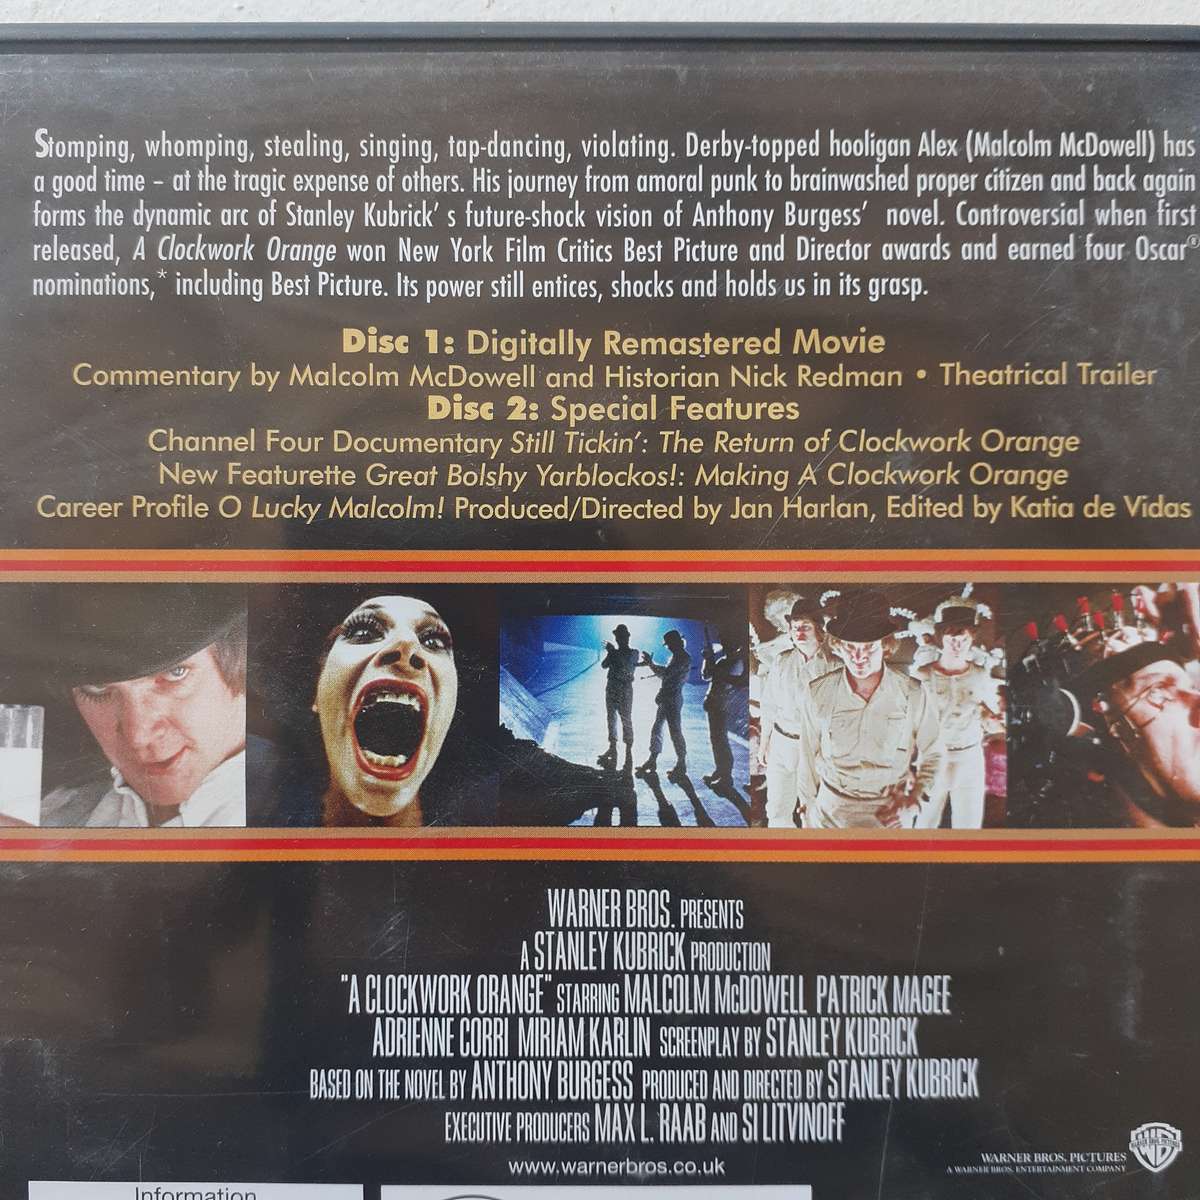 Stomping, whomping, stealing, singing, tap-dancing, violating. Derby-topped hooligan Alex (Malcolm McDowell) has
a good time – at the tragic expense of others. His journey from amoral punk to brainwashed proper citizen and back again
forms the dynamic arc of Stanley Kubrick' s future-shock vision of Anthony Burgess' novel. Controversial when first
released, A Clockwork Orange won New York Film Critics Best Picture and Director awards and earned four Oscar®
nominations,* including Best Picture. Its power still entices, shocks and holds us in its grasp.
Disc 1: Digitally Remastered Movie
Commentary by Malcolm McDowell and Historian Nick Redman • Theatrical Trailer
Disc 2: Special Features
Channel Four Documentary Still Tickin': The Return of Clockwork Orange
New Featurette Great Bolshy Yarblockos!: Making A Clockwork Orange
Career Profile O Lucky Malcolm! Produced/Directed by Jan Harlan, Edited by Katia de Vidas
WARNER BROS. PRESENTS
A STANLEY KUBRICK PRODUCTION
"A CLOCKWORK ORANGE" STARRING MALCOLM McDOWELL PATRICK MAGEE
ADRIENNE CORRI MIRIAM KARLIN SCREENPLAY BY STANLEY KUBRICK
BASED ON THE NOVEL BY ANTHONY BURGESS PRODUCED AND DIRECTED BY STANLEY KUBRICK
EXECUTIVE PRODUCERS MAX L. RAAB AND SI LITVINOFF
www.warnerbros.co.uk
WARNER BROS. PICTURES
A WARNER BROS. ENTERTAINMENT COMPANY
WARNER BROS. PICTURES
Information